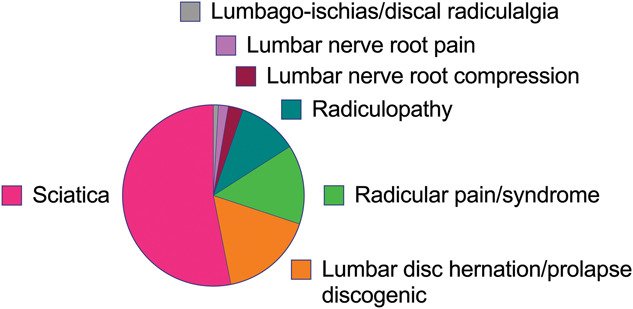 Lumbago-ischias/discal radiculalgia
Lumbar nerve root pain
Lumbar nerve root compression
Radiculopathy
Sciatica
Radicular pain/syndrome
Lumbar disc hernation/prolapse
discogenic